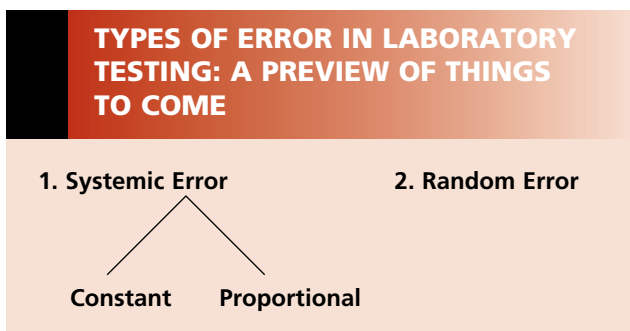 TYPES OF ERROR IN LABORATORY
TESTING: A PREVIEW OF THINGS
TO COME
1. Systemic Error 2. Random Error
Constant Proportional